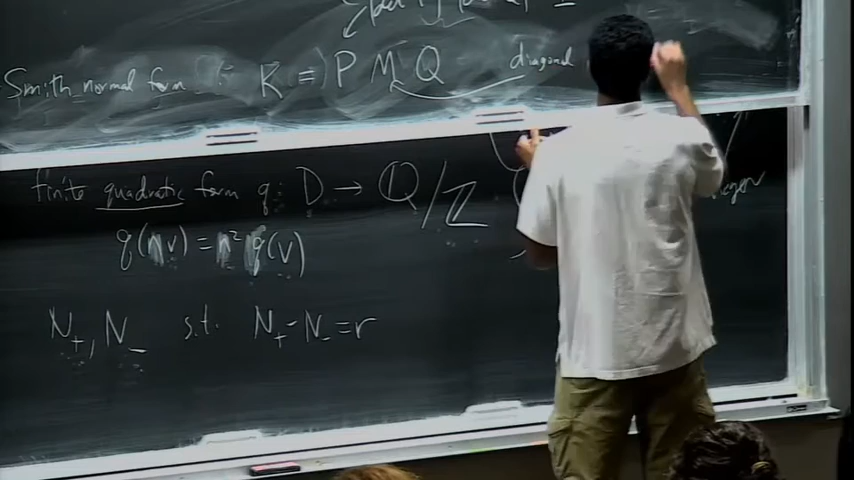 Smith normal form K = P M Q diagonal
finite quadratic form q: D → Q/Z
q(nv) = n² q(v)
N₊, N₋ s.t. N₊ - N₋ = r